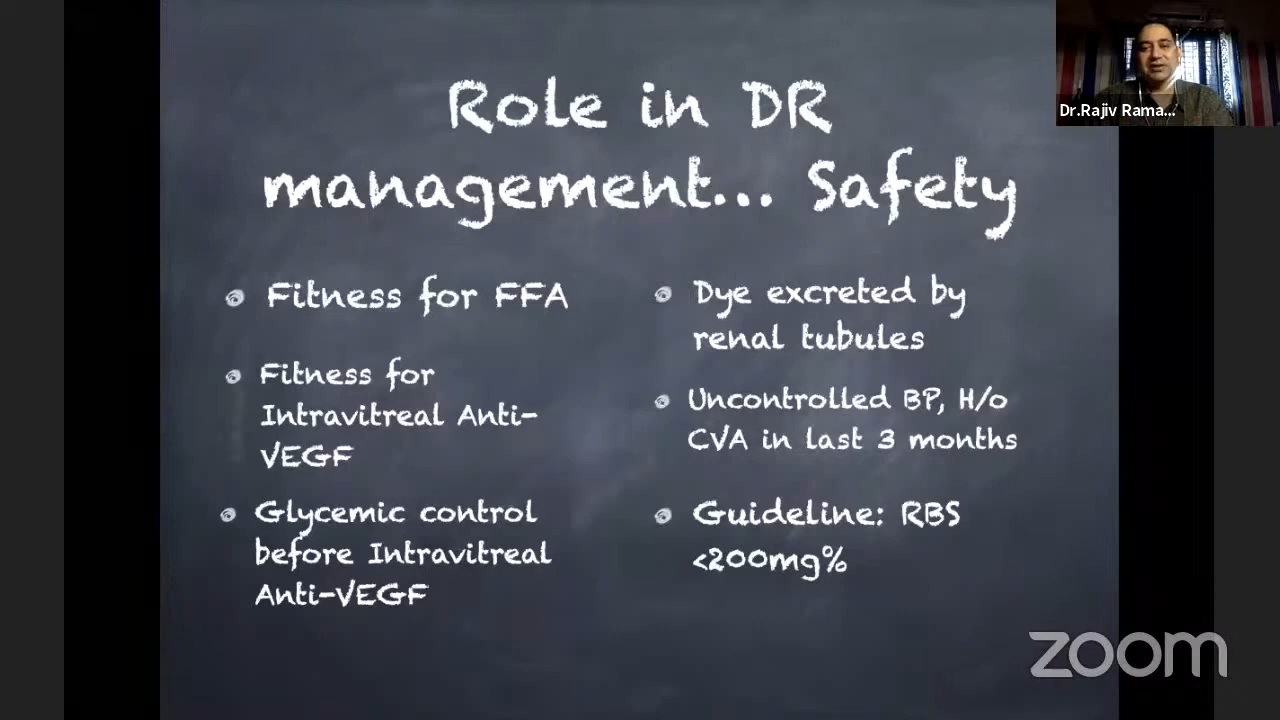 Role in DR
management... Safety
Fitness for FFA
Fitness for
Intravitreal Anti-
VEGF
Glycemic control
before Intravitreal
Anti-VEGF
Dye excreted by
renal tubules
Uncontrolled BP, H/o
CVA in last 3 months
Guideline: RBS
<200mg%
Dr.Rajiv Rama...
zoom